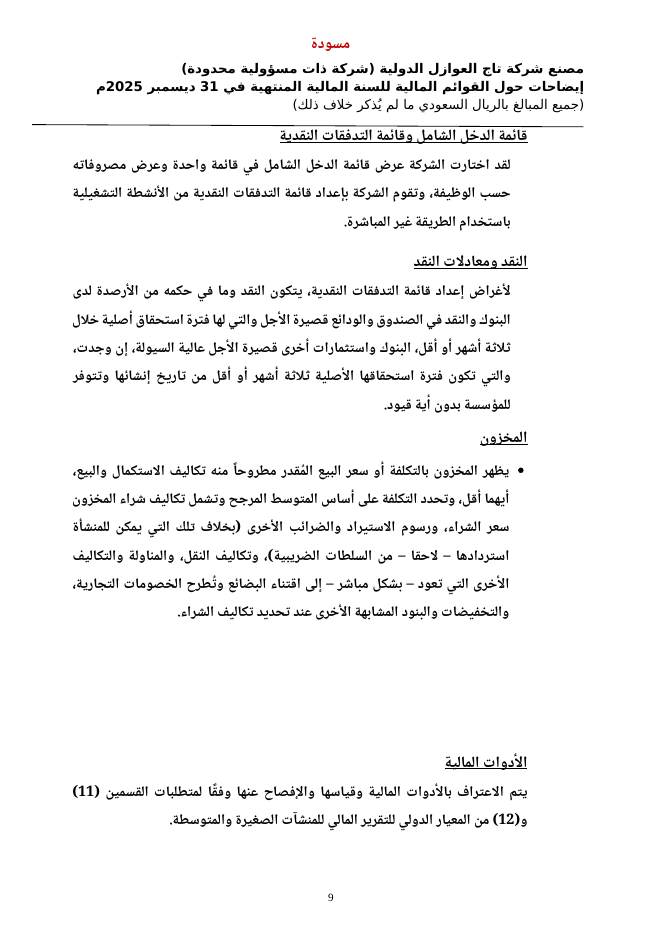 مسودة
مصنع شركة تاج العوازل الدولية (شركة ذات مسؤولية محدودة)
إيضاحات حول القوائم المالية للسنة المالية المنتهية في 31 ديسمبر 2025م
(جميع المبالغ بالريال السعودي ما لم يُذكر خلاف ذلك)
قائمة الدخل الشامل وقائمة التدفقات النقدية
لقد اختارت الشركة عرض قائمة الدخل الشامل في قائمة واحدة وعرض مصروفاته
حسب الوظيفة، وتقوم الشركة بإعداد قائمة التدفقات النقدية من الأنشطة التشغيلية
باستخدام الطريقة غير المباشرة.
النقد ومعادلات النقد
لأغراض إعداد قائمة التدفقات النقدية، يتكون النقد وما في حكمه من الأرصدة لدى
البنوك والنقد في الصندوق والودائع قصيرة الأجل والتي لها فترة استحقاق أصلية خلال
ثلاثة أشهر أو أقل، البنوك واستثمارات أخرى قصيرة الأجل عالية السيولة، إن وجدت،
والتي تكون فترة استحقاقها الأصلية ثلاثة أشهر أو أقل من تاريخ إنشائها وتتوفر
للمؤسسة بدون أية قيود.
المخزون
• يظهر المخزون بالتكلفة أو سعر البيع المُقدر مطروحاً منه تكاليف الاستكمال والبيع،
أيهما أقل، وتحدد التكلفة على أساس المتوسط المرجح وتشمل تكاليف شراء المخزون
سعر الشراء، ورسوم الاستيراد والضرائب الأخرى (بخلاف تلك التي يمكن للمنشأة
استردادها – لاحقا – من السلطات الضريبية)، وتكاليف النقل، والمناولة والتكاليف
الأخرى التي تعود – بشكل مباشر – إلى اقتناء البضائع وتُطرح الخصومات التجارية،
والتخفيضات والبنود المشابهة الأخرى عند تحديد تكاليف الشراء.
الأدوات المالية
يتم الاعتراف بالأدوات المالية وقياسها والإفصاح عنها وفقًا لمتطلبات القسمين (11)
و(12) من المعيار الدولي للتقرير المالي للمنشآت الصغيرة والمتوسطة.
9